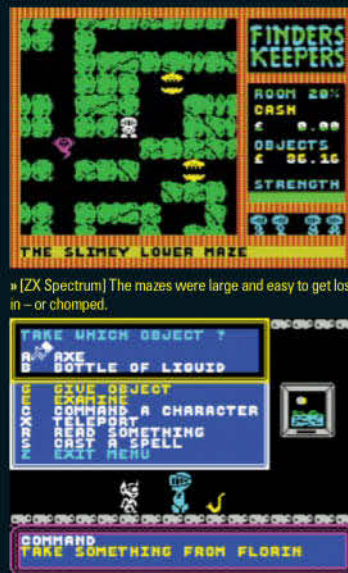 FINDERS
KEEPERS
ROOM 20%
CASH
£ 0.00
OBJECTS
£ 86.16
STRENGTH
THE SLIMEY LOWER MAZE
» [ZX Spectrum] The mazes were large and easy to get los
in – or chomped.
TAKE WHICH OBJECT ?
A AXE
B BOTTLE OF LIQUID
G GIVE OBJECT
E EXAMINE
C COMMAND A CHARACTER
X TELEPORT
R READ SOMETHING
S CAST A SPELL
Z EXIT MENU
COMMAND
TAKE SOMETHING FROM FLORIN